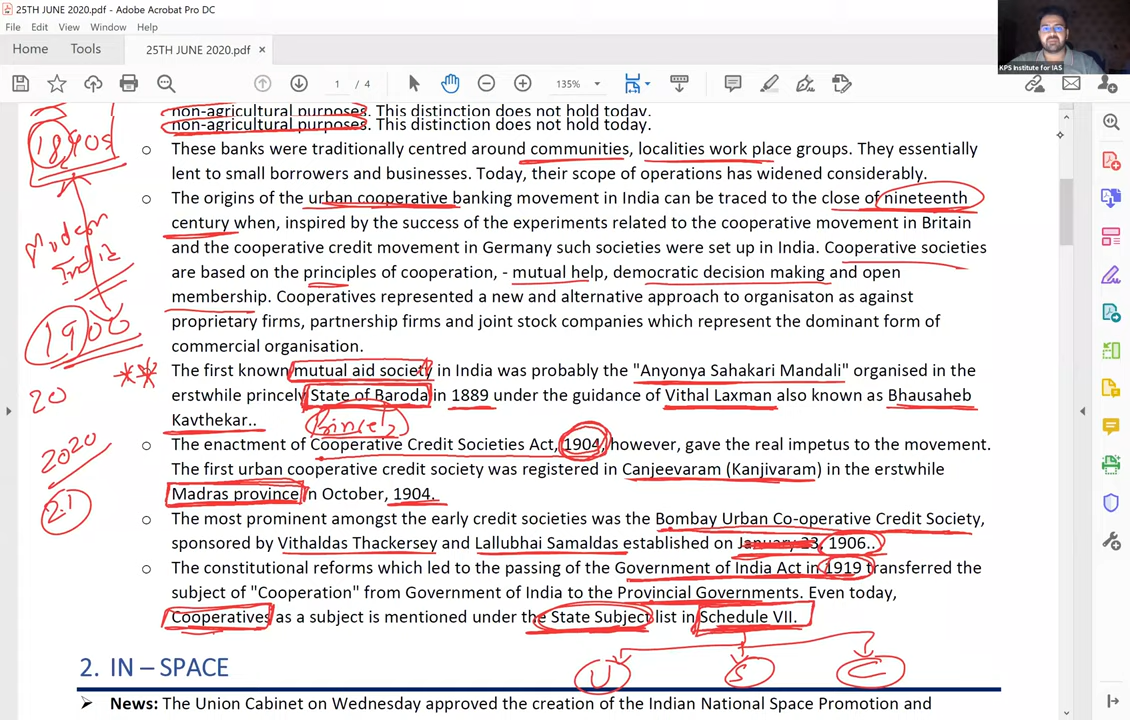 25TH JUNE 2020.pdf - Adobe Acrobat Pro DC
File Edit View Window Help
Home Tools 25TH JUNE 2020.pdf ×
1 / 4 135%
KPS Institute for IAS
non-agricultural purposes. This distinction does not hold today.
non-agricultural purposes. This distinction does not hold today.
These banks were traditionally centred around communities, localities work place groups. They essentially
lent to small borrowers and businesses. Today, their scope of operations has widened considerably.
The origins of the urban cooperative banking movement in India can be traced to the close of nineteenth
century when, inspired by the success of the experiments related to the cooperative movement in Britain
and the cooperative credit movement in Germany such societies were set up in India. Cooperative societies
are based on the principles of cooperation, - mutual help, democratic decision making and open
membership. Cooperatives represented a new and alternative approach to organisaton as against
proprietary firms, partnership firms and joint stock companies which represent the dominant form of
commercial organisation.
The first known mutual aid society in India was probably the "Anyonya Sahakari Mandali" organised in the
erstwhile princely State of Baroda in 1889 under the guidance of Vithal Laxman also known as Bhausaheb
Kavthekar..
The enactment of Cooperative Credit Societies Act, 1904, however, gave the real impetus to the movement.
The first urban cooperative credit society was registered in Canjeevaram (Kanjivaram) in the erstwhile
Madras province in October, 1904.
The most prominent amongst the early credit societies was the Bombay Urban Co-operative Credit Society,
sponsored by Vithaldas Thackersey and Lallubhai Samaldas established on January 23, 1906..
The constitutional reforms which led to the passing of the Government of India Act in 1919 transferred the
subject of "Cooperation" from Government of India to the Provincial Governments. Even today,
Cooperatives as a subject is mentioned under the State Subject list in Schedule VII.
2. IN – SPACE
News: The Union Cabinet on Wednesday approved the creation of the Indian National Space Promotion and
Modern
India
1900
20
2020
21
U S C